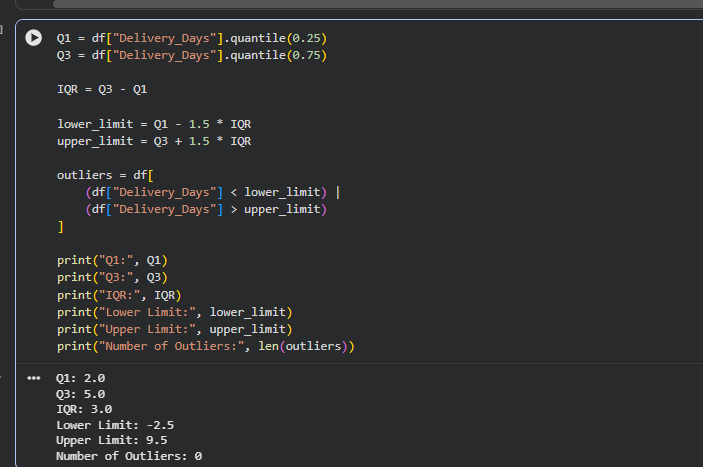 Q1 = df["Delivery_Days"].quantile(0.25)
Q3 = df["Delivery_Days"].quantile(0.75)

IQR = Q3 - Q1

lower_limit = Q1 - 1.5 * IQR
upper_limit = Q3 + 1.5 * IQR

outliers = df[
    (df["Delivery_Days"] < lower_limit) |
    (df["Delivery_Days"] > upper_limit)
]

print("Q1:", Q1)
print("Q3:", Q3)
print("IQR:", IQR)
print("Lower Limit:", lower_limit)
print("Upper Limit:", upper_limit)
print("Number of Outliers:", len(outliers))

Q1: 2.0
Q3: 5.0
IQR: 3.0
Lower Limit: -2.5
Upper Limit: 9.5
Number of Outliers: 0